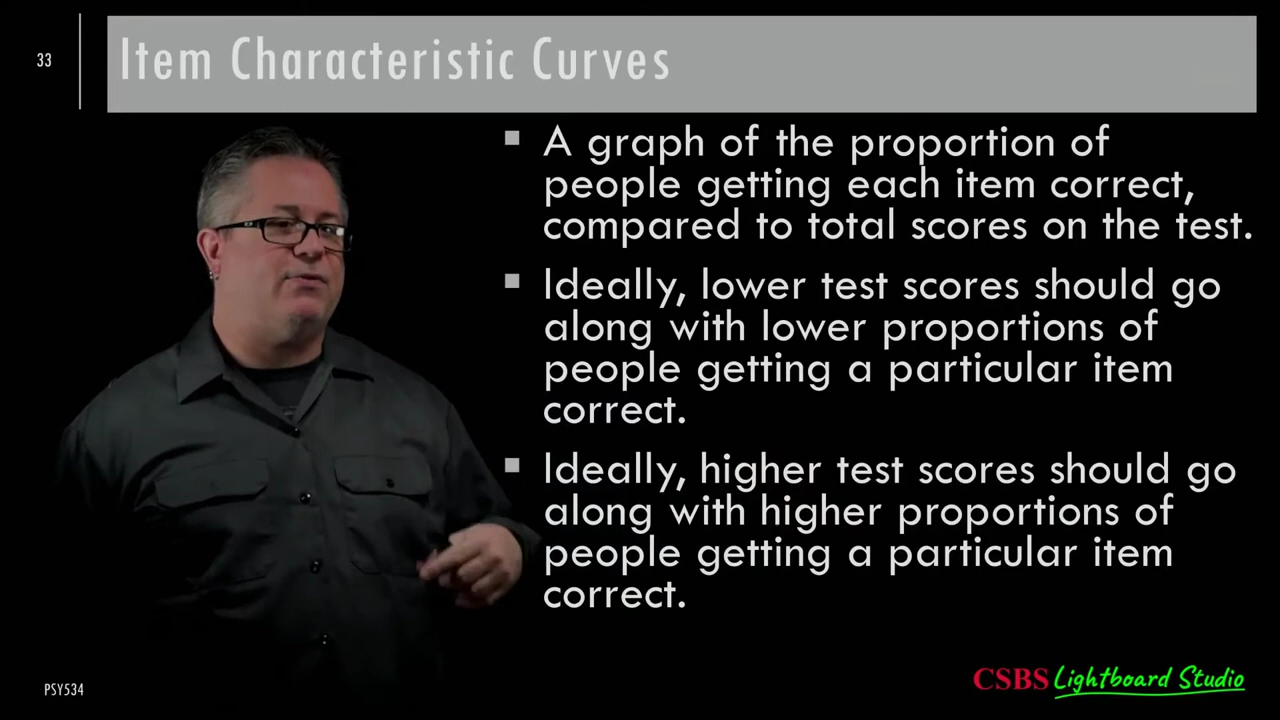 33
Item Characteristic Curves
▪ A graph of the proportion of
people getting each item correct,
compared to total scores on the test.
▪ Ideally, lower test scores should go
along with lower proportions of
people getting a particular item
correct.
▪ Ideally, higher test scores should go
along with higher proportions of
people getting a particular item
correct.
PSY534
CSBS Lightboard Studio